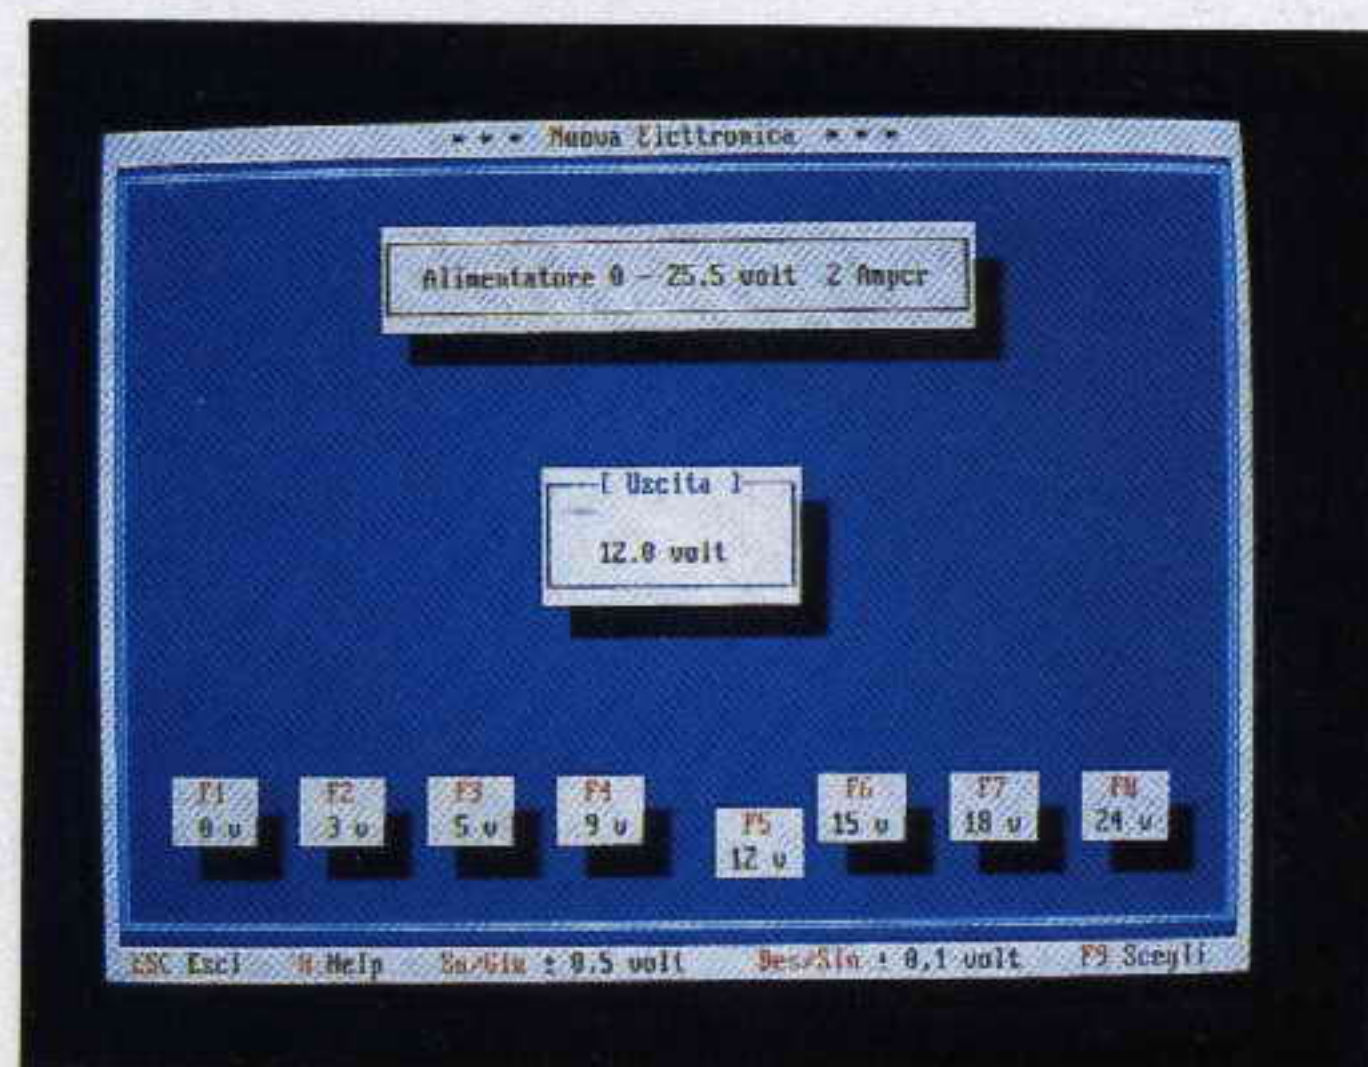 Nuova Elettronica
Alimentatore 0 - 25.5 volt 2 Amper
[ Uscita ]
12.0 volt
F1
0 v
F2
3 v
F3
5 v
F4
9 v
F5
12 v
F6
15 v
F7
18 v
F8
24 v
ESC Esci H Help Su/Giu ± 0.5 volt Des/Sin ± 0,1 volt F9 Scegli